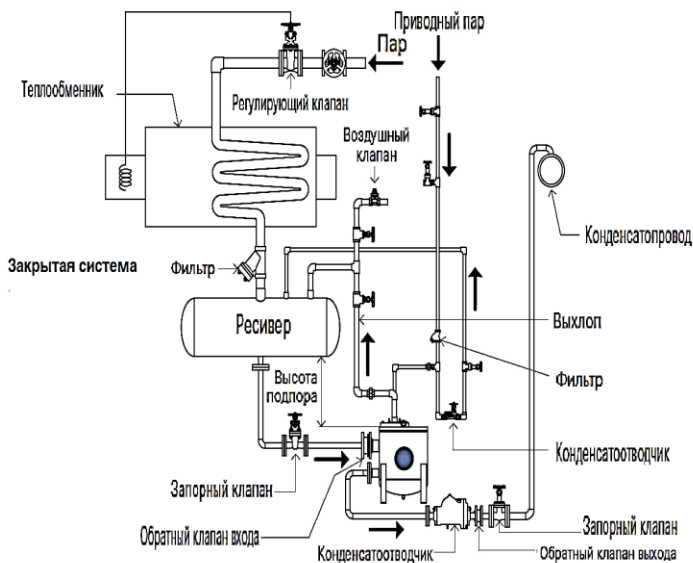 Приводный пар
Пар
Теплообменник
Регулирующий клапан
Воздушный
клапан
Конденсатопровод
Закрытая система
Фильтр
Ресивер
Выхлоп
Высота
подпора
Фильтр
Конденсатоотводчик
Запорный клапан
Обратный клапан входа
Запорный клапан
Конденсатоотводчик
Обратный клапан выхода